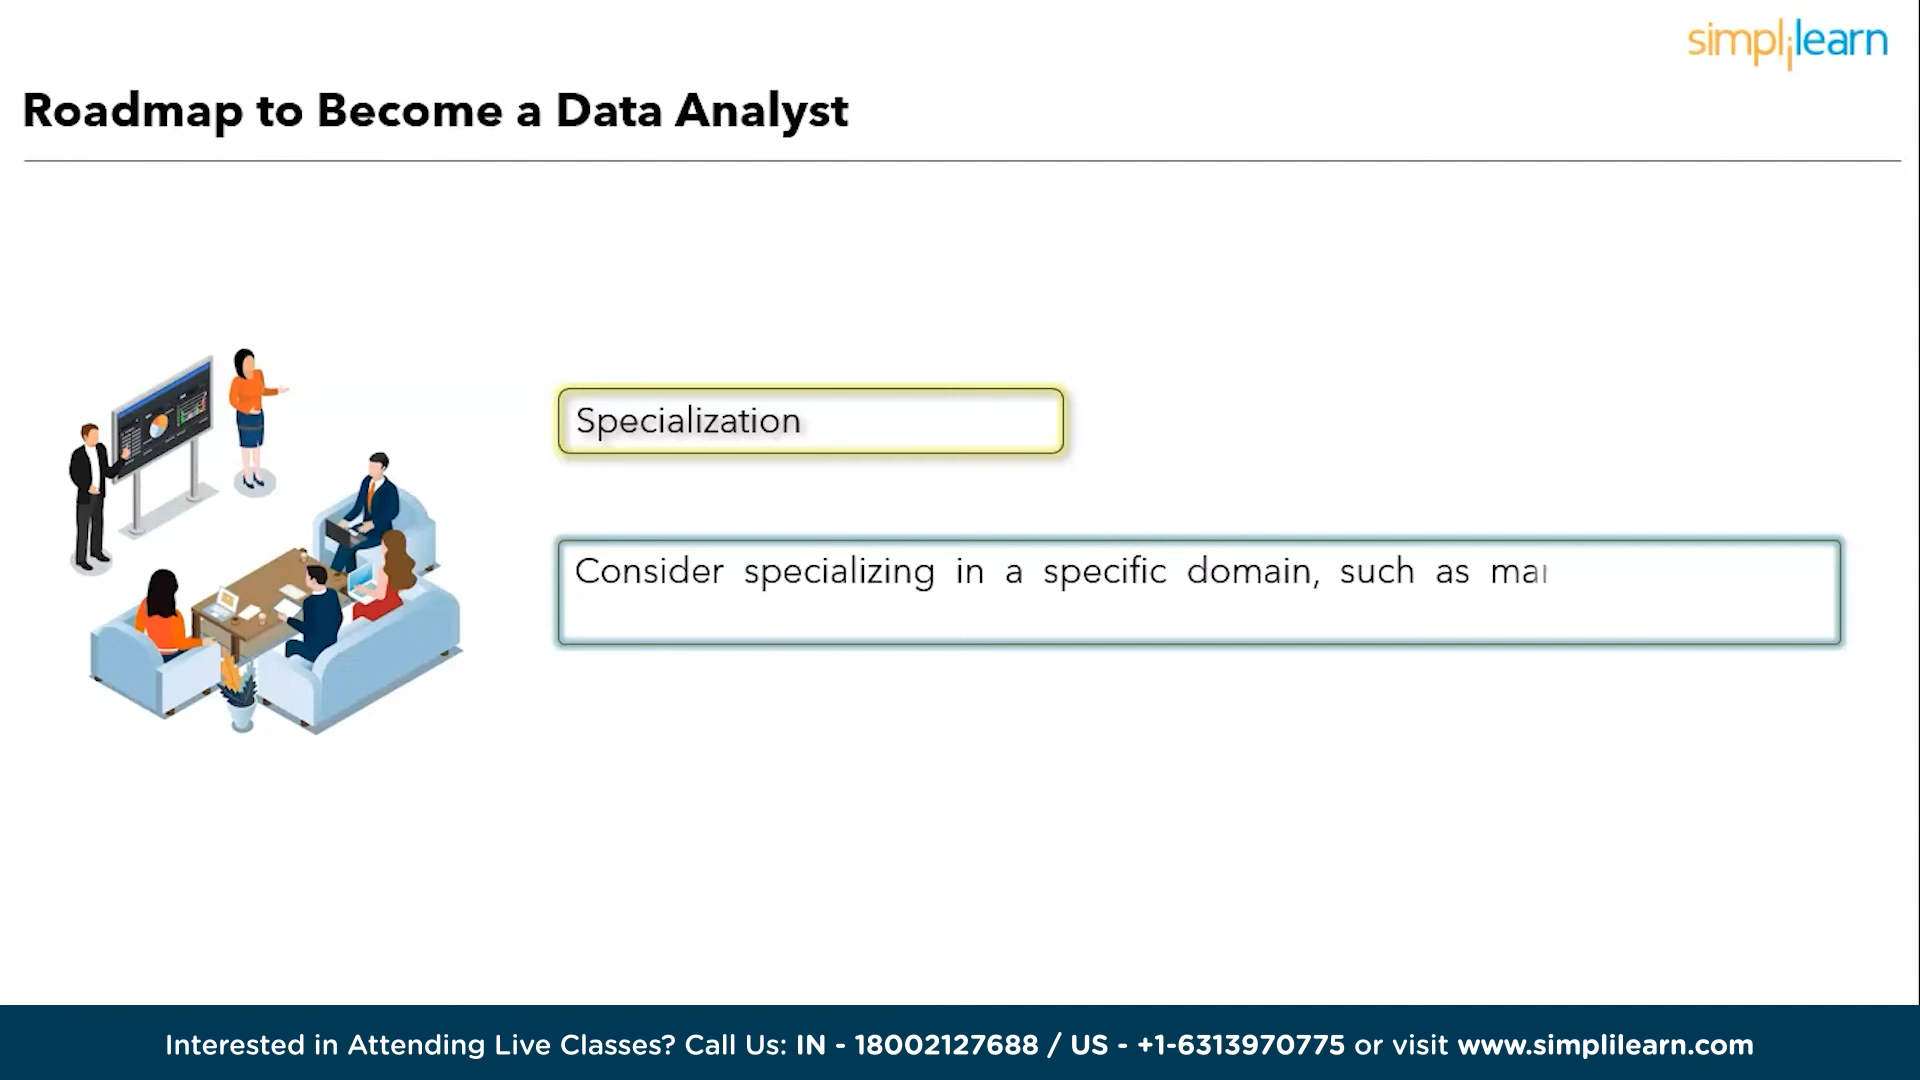 simplilearn
Roadmap to Become a Data Analyst
Specialization
Consider specializing in a specific domain, such as
Interested in Attending Live Classes? Call Us: IN - 18002127688 / US - +1-6313970775 or visit www.simplilearn.com